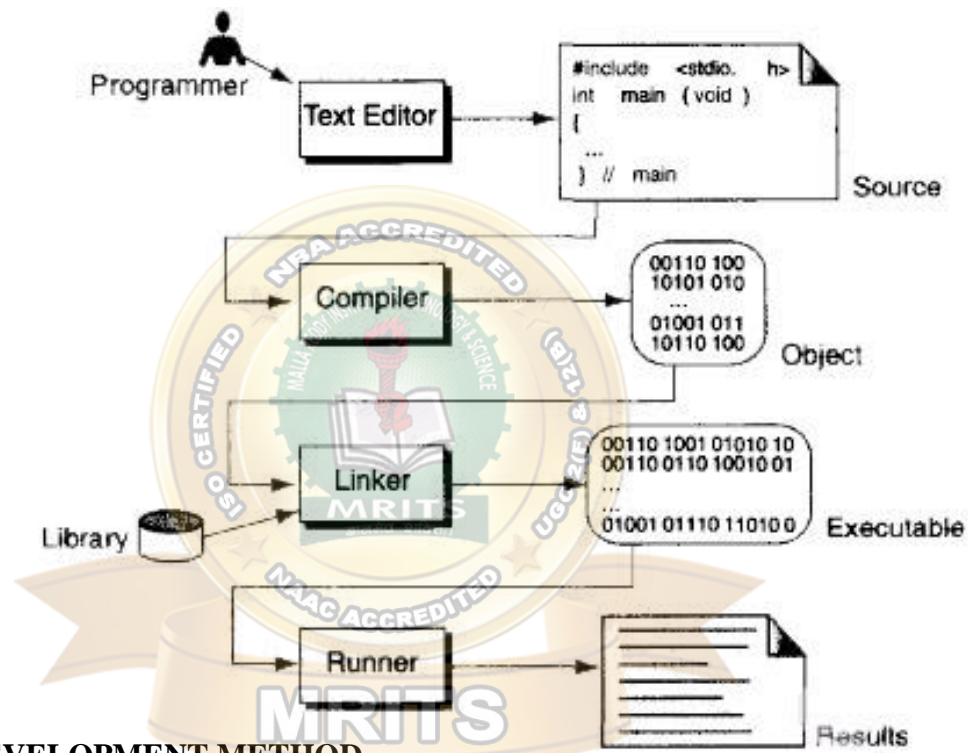 Programmer
Text Editor
#include <stdio. h>
int main ( void )
{
...
} // main
Source
NBA ACCREDITED
Compiler
00110 100
10101 010
...
01001 011
10110 100
Object
ISO CERTIFIED
UGC 2(F) & 12(B)
& SCIENCE
Linker
MRITS
Library
00110 1001 01010 10
00110 0110 10010 01
...
...
01001 01110 11010 0
Executable
NAAC ACCREDITED
Runner
MRITS
Results
EVELOPMENT METHOD